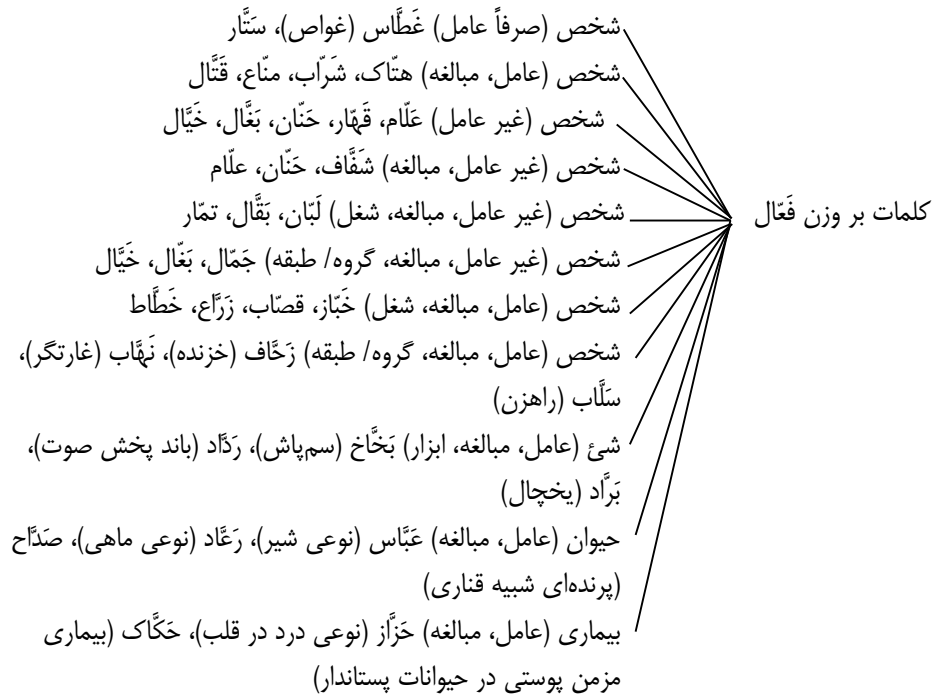 شخص (صرفاً عامل) غَطَّاس (غواص)، سَتَّار
شخص (عامل، مبالغه) هتّاک، شَرّاب، منّاع، قَتَّال
شخص (غیر عامل) عَلّام، قَهّار، حَنّان، بَغَّال، خَیَّال
شخص (غیر عامل، مبالغه) شَفَّاف، حَنّان، علّام
کلمات بر وزن فَعّال
شخص (غیر عامل، مبالغه، شغل) لَبّان، بَقَّال، تمّار
شخص (غیر عامل، مبالغه، گروه/ طبقه) جَمّال، بَغّال، خَیَّال
شخص (عامل، مبالغه، شغل) خَبّاز، قصّاب، زَرَّاع، خَطَّاط
شخص (عامل، مبالغه، گروه/ طبقه) زَحَّاف (خزنده)، نَهَّاب (غارتگر)،
سَلَّاب (راهزن)
شئ (عامل، مبالغه، ابزار) بَخَّاخ (سم‌پاش)، رَدَّاد (باند پخش صوت)،
بَرَّاد (یخچال)
حیوان (عامل، مبالغه) عَبَّاس (نوعی شیر)، رَعَّاد (نوعی ماهی)، صَدَّاح
(پرنده‌ای شبیه قناری)
بیماری (عامل، مبالغه) حَزَّاز (نوعی درد در قلب)، حَکَّاک (بیماری
مزمن پوستی در حیوانات پستاندار)